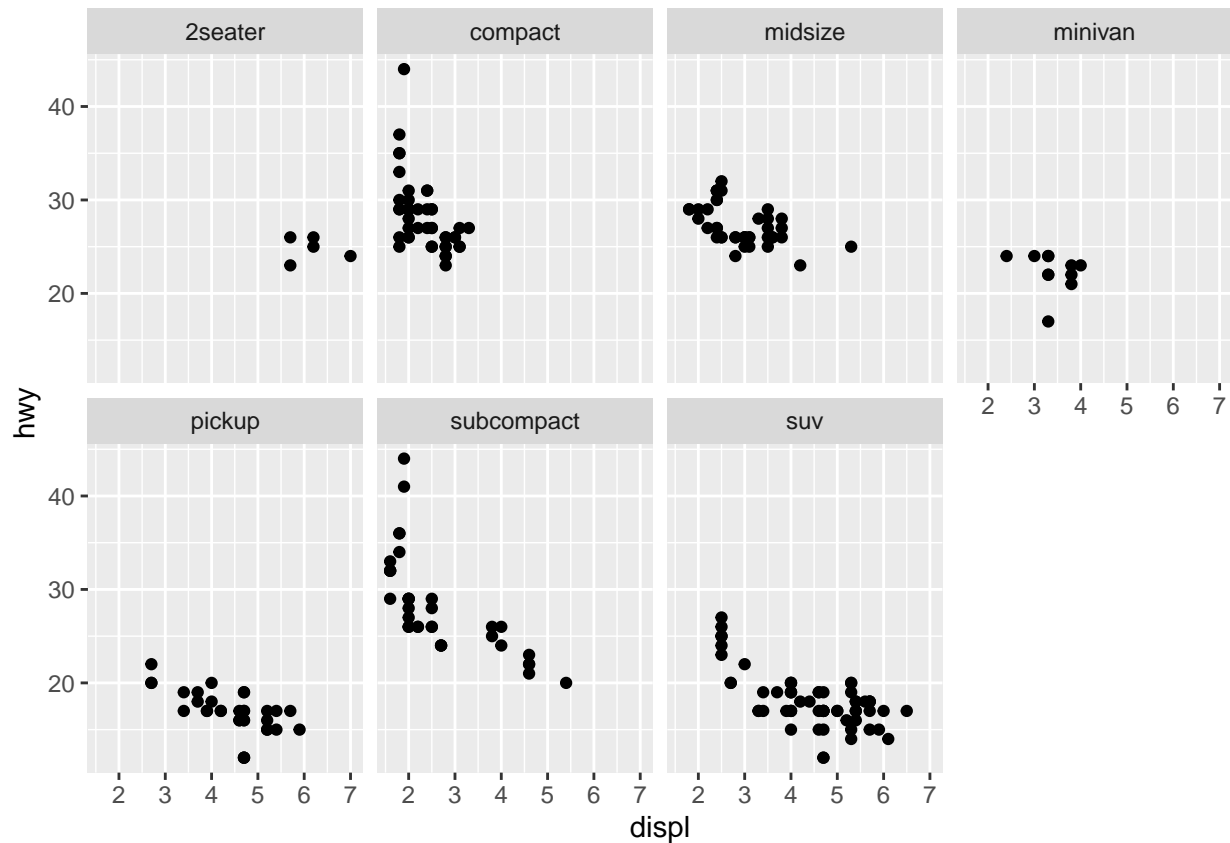 2seater compact midsize minivan
40
30
20
2 3 4 5 6 7
hwy
pickup subcompact suv
40
30
20
2 3 4 5 6 7 2 3 4 5 6 7 2 3 4 5 6 7
displ